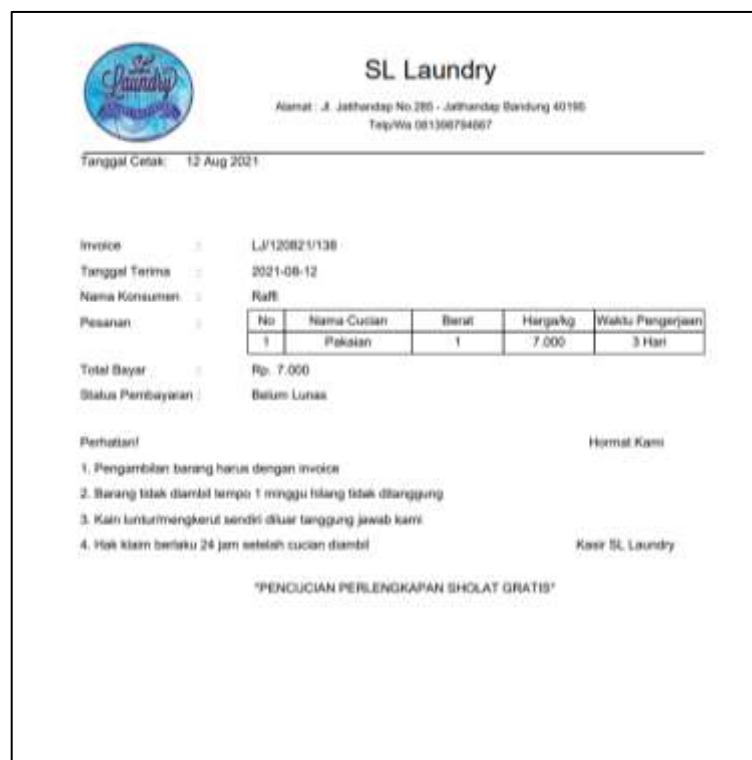 Laundry
SL Laundry
Alamat : Jl. Jatihandap No.285 - Jatihandap Bandung 40195
Telp/Wa 081398794667
Tanggal Cetak: 12 Aug 2021
Invoice : LJ/120821/138
Tanggal Terima : 2021-08-12
Nama Konsumen : Raffi
Pesanan :
No Nama Cucian Berat Harga/kg Waktu Pengerjaan
1 Pakaian 1 7.000 3 Hari
Total Bayar : Rp. 7.000
Status Pembayaran : Belum Lunas
Perhatian! Hormat Kami
1. Pengambilan barang harus dengan invoice
2. Barang tidak diambil tempo 1 minggu hilang tidak ditanggung
3. Kain luntur/mengkerut sendiri diluar tanggung jawab kami
4. Hak klaim berlaku 24 jam setelah cucian diambil Kasir SL Laundry
*PENCUCIAN PERLENGKAPAN SHOLAT GRATIS*